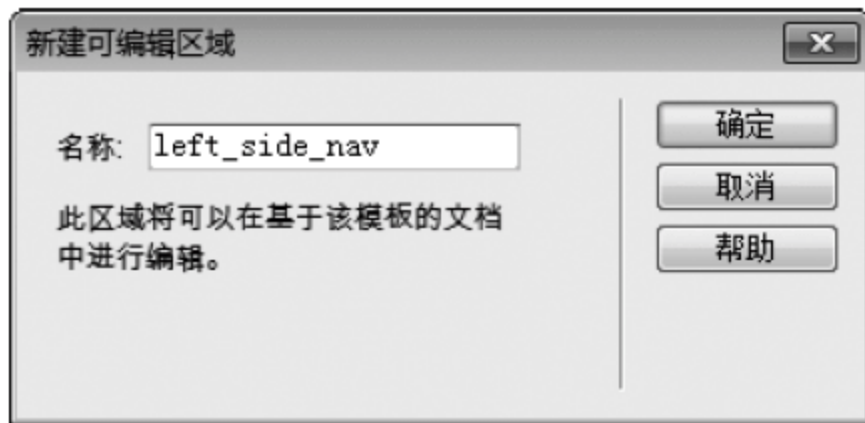 新建可编辑区域
名称: left_side_nav
此区域将可以在基于该模板的文档
中进行编辑。
确定
取消
帮助